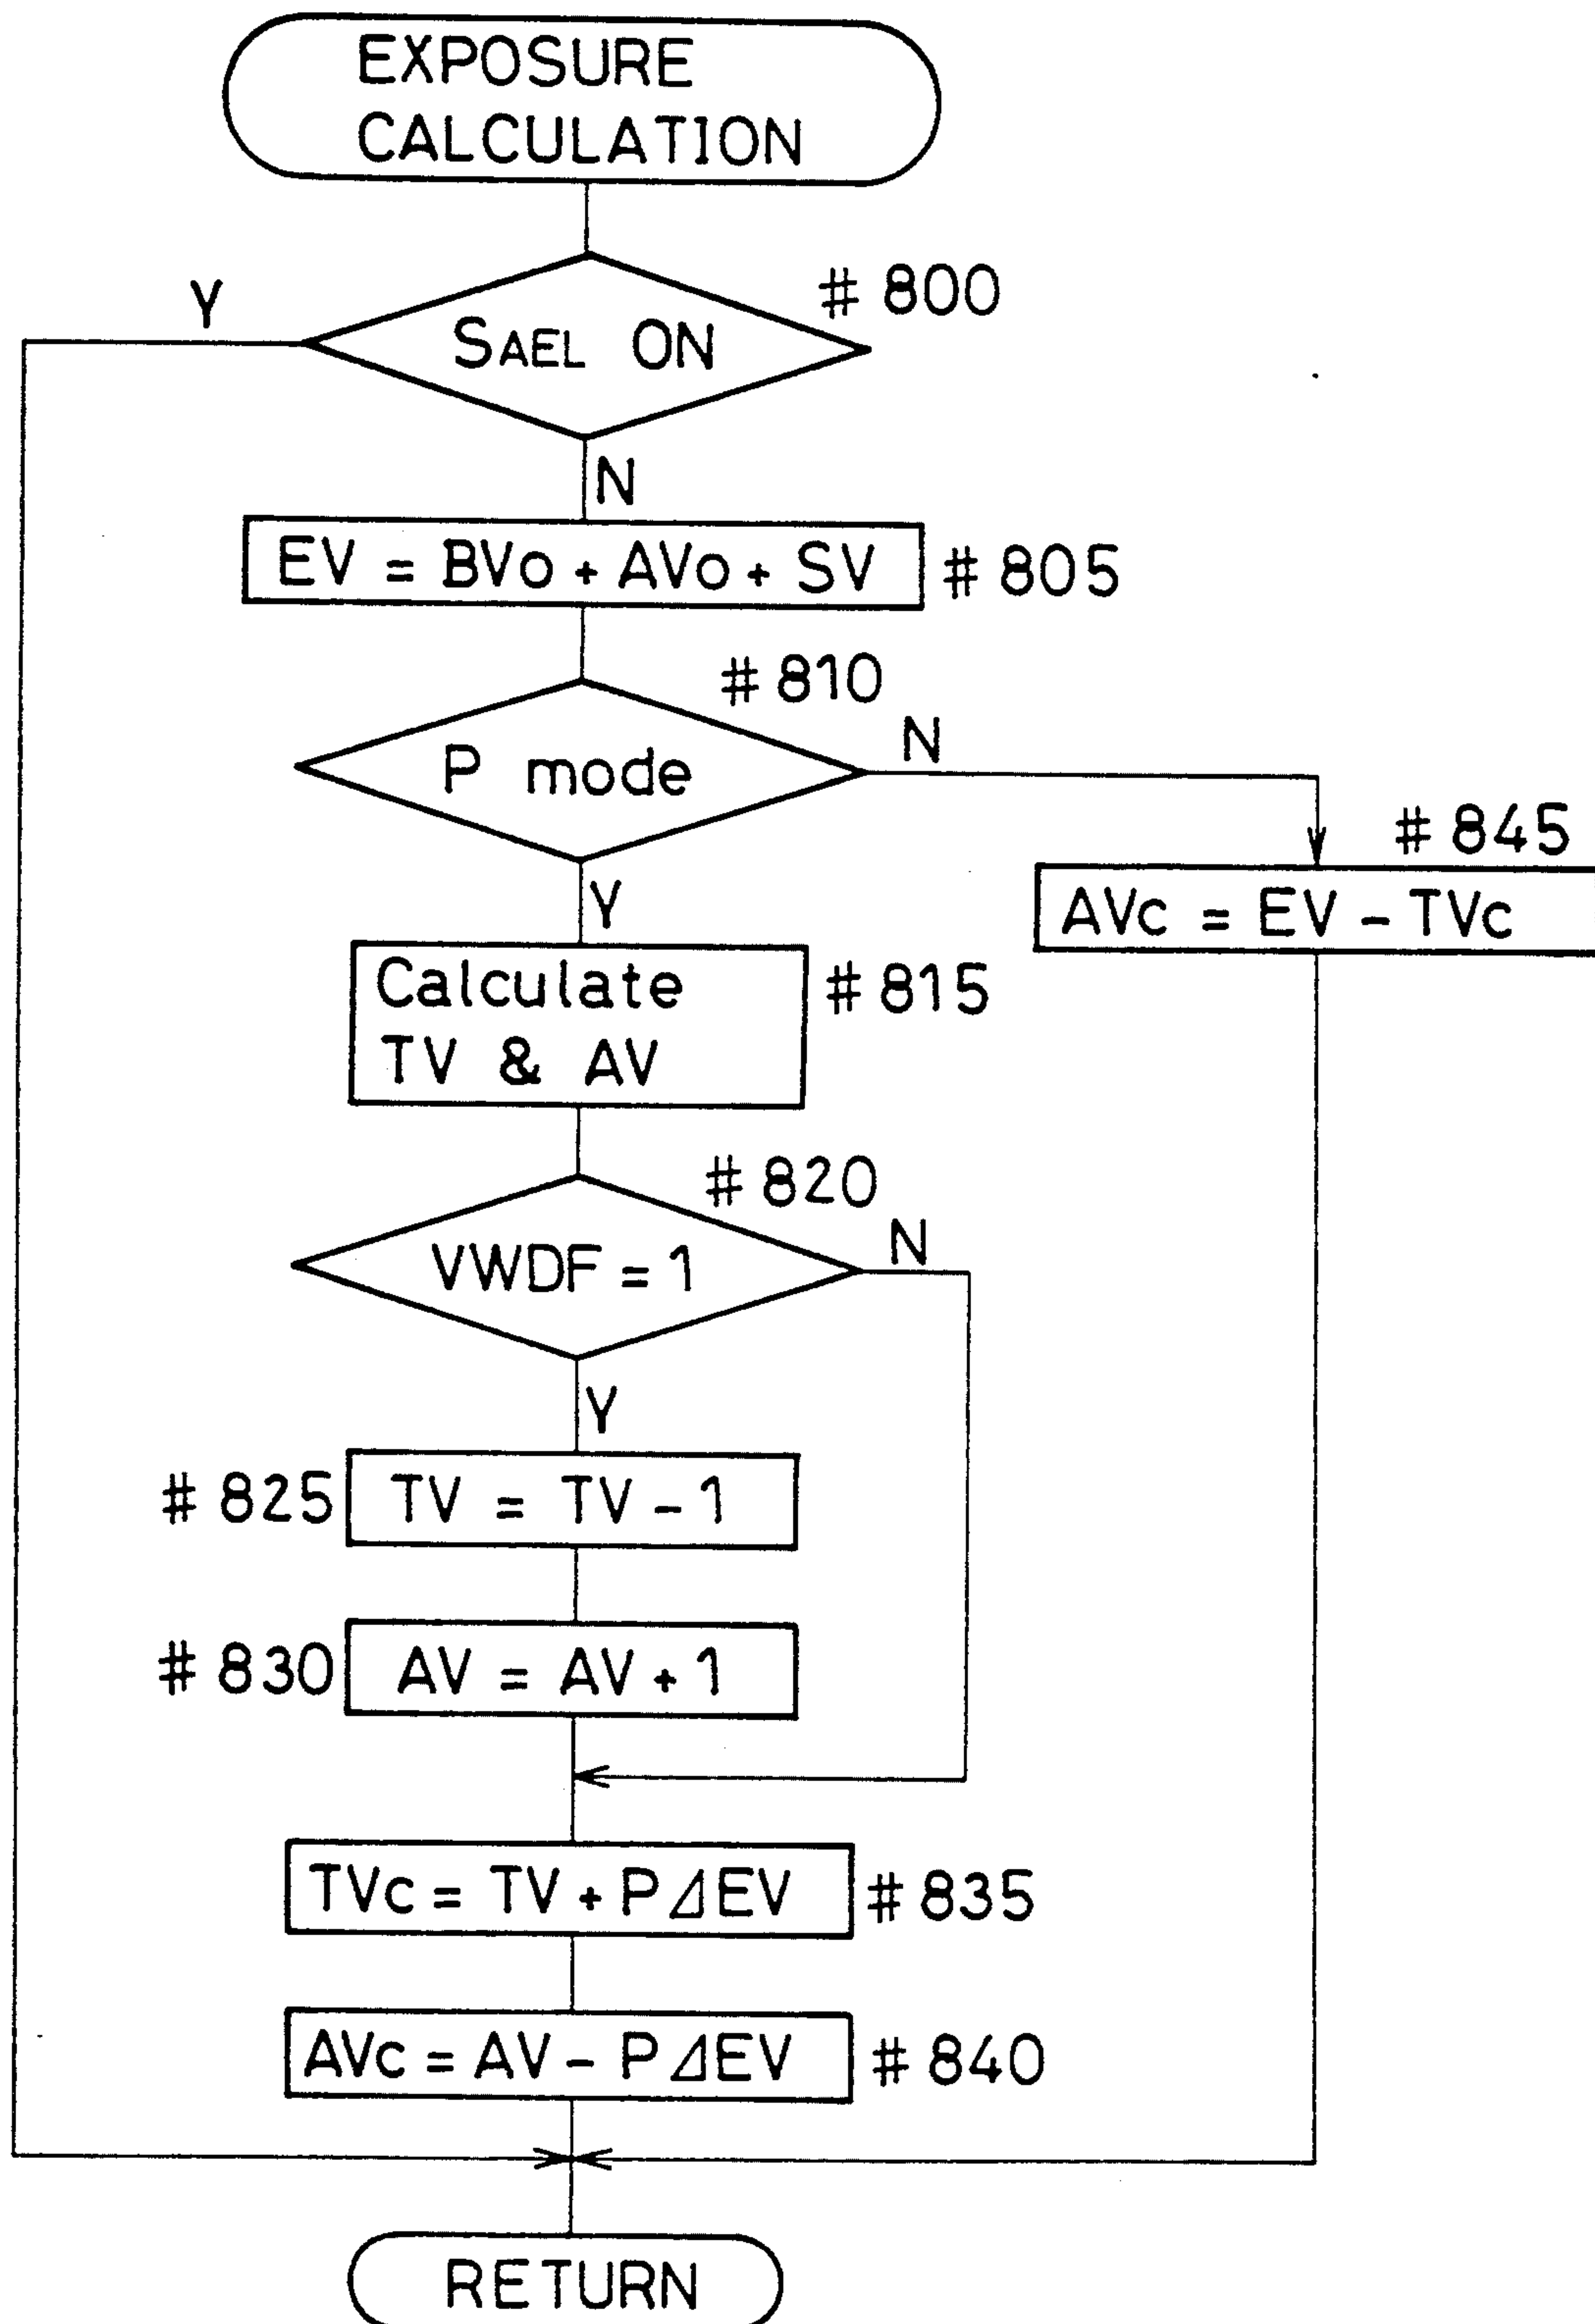 EXPOSURE
CALCULATION
# 800
Y
SAEL ON
N
EV = BVo + AVo + SV
# 805
# 810
P mode
N
# 845
AVc = EV - TVc
Y
Calculate
TV & AV
# 815
# 820
VWDF = 1
N
Y
# 825
TV = TV - 1
# 830
AV = AV + 1
TVc = TV + PΔEV
# 835
AVc = AV - PΔEV
# 840
RETURN